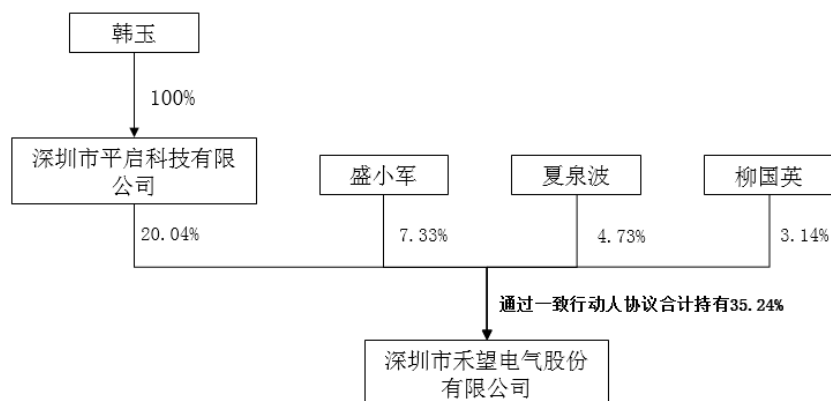 韩玉
100%
深圳市平启科技有限
公司
盛小军
夏泉波
柳国英
20.04%
7.33%
4.73%
3.14%
通过一致行动人协议合计持有35.24%
深圳市禾望电气股份
有限公司